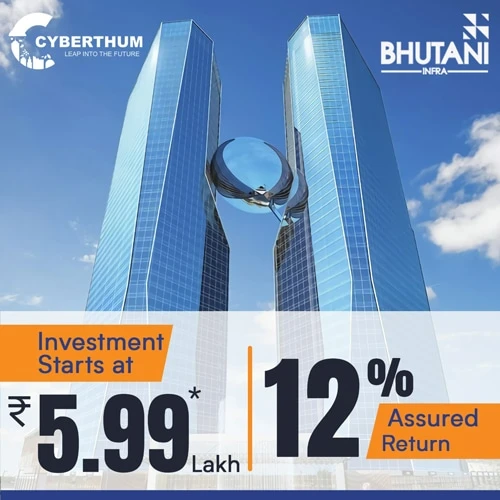 CYBERTHUM
LEAP INTO THE FUTURE
BHUTANI
INFRA
Investment
Starts at
₹5.99*
Lakh
12%
Assured
Return